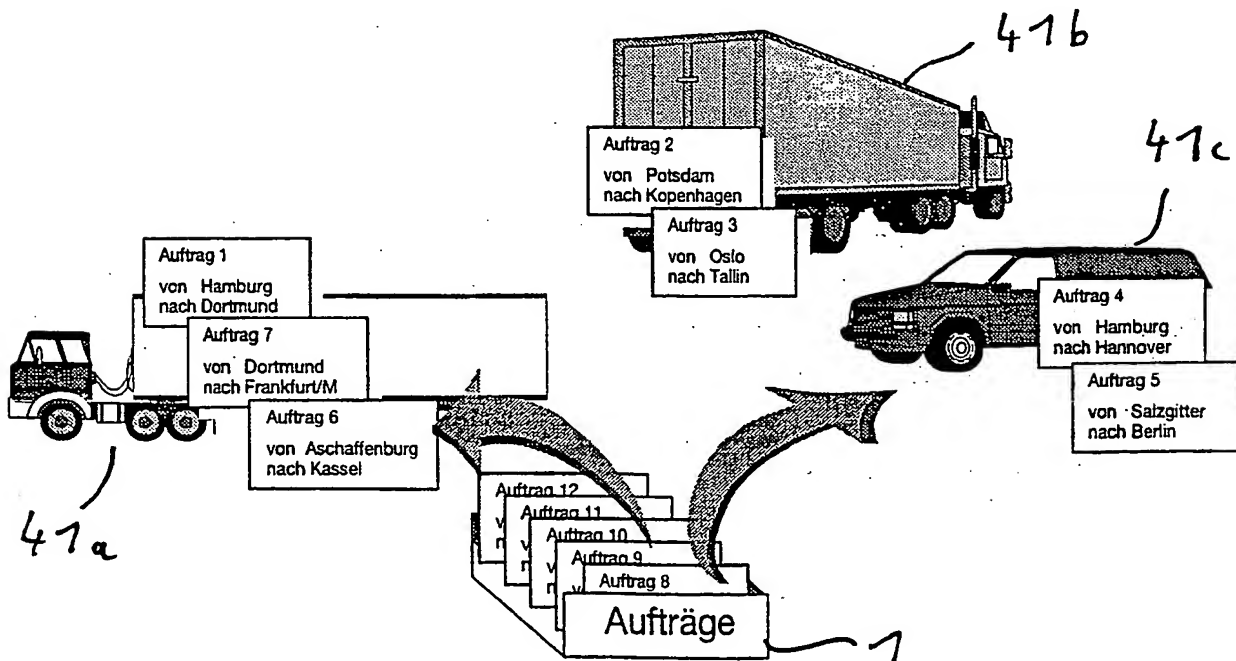 41b
Auftrag 2
von Potsdam
nach Kopenhagen
41c
Auftrag 3
von Oslo
nach Tallin
Auftrag 1
von Hamburg
nach Dortmund
Auftrag 4
von Hamburg
nach Hannover
Auftrag 7
von Dortmund
nach Frankfurt/M
Auftrag 5
von Salzgitter
nach Berlin
Auftrag 6
von Aschaffenburg
nach Kassel
41a
Auftrag 12
Auftrag 11
Auftrag 10
Auftrag 9
Auftrag 8
Aufträge
1